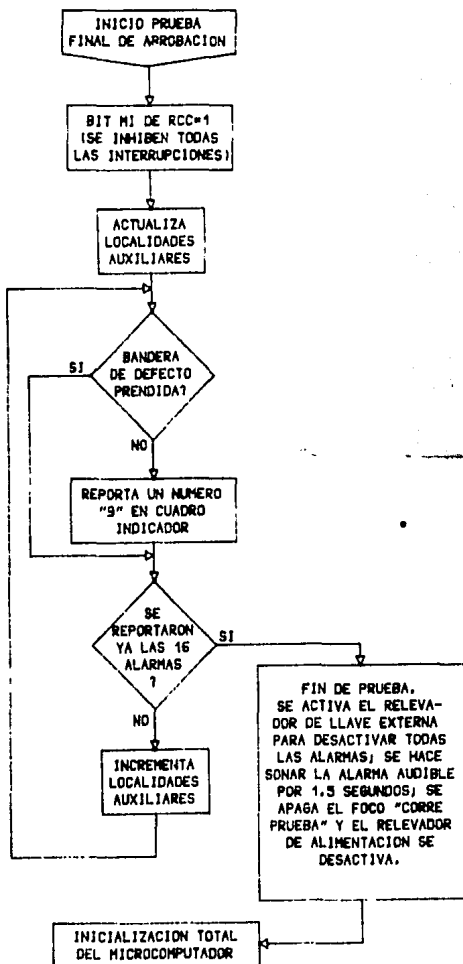 INICIO PRUEBA
FINAL DE APROBACION
BIT MI DE RCC=1
(SE INHIBEN TODAS
LAS INTERRUPCIONES)
ACTUALIZA
LOCALIDADES
AUXILIARES
BANDERA
DE DEFECTO
PRENDIDA?
SI
NO
REPORTA UN NUMERO
"9" EN CUADRO
INDICADOR
SE
REPORTARON
YA LAS 16
ALARMAS
?
SI
NO
INCREMENTA
LOCALIDADES
AUXILIARES
FIN DE PRUEBA.
SE ACTIVA EL RELEVA-
DOR DE LLAVE EXTERNA
PARA DESACTIVAR TODAS
LAS ALARMAS; SE HACE
SONAR LA ALARMA AUDIBLE
POR 1.5 SEGUNDOS; SE
APAGA EL FOCO "CORRE
PRUEBA" Y EL RELEVADOR
DE ALIMENTACION SE
DESACTIVA.
INICIALIZACION TOTAL
DEL MICROCOMPUTADOR